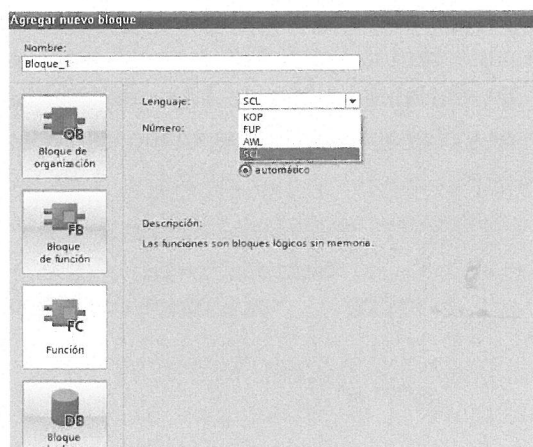 Agregar nuevo bloque
Nombre:
Bloque_1
OB
Bloque de
organización
FB
Bloque
de función
FC
Función
DB
Bloque
Lenguaje:
SCL
KOP
FUP
AWL
SCL
Número:
automático
Descripción:
Las funciones son bloques lógicos sin memoria.